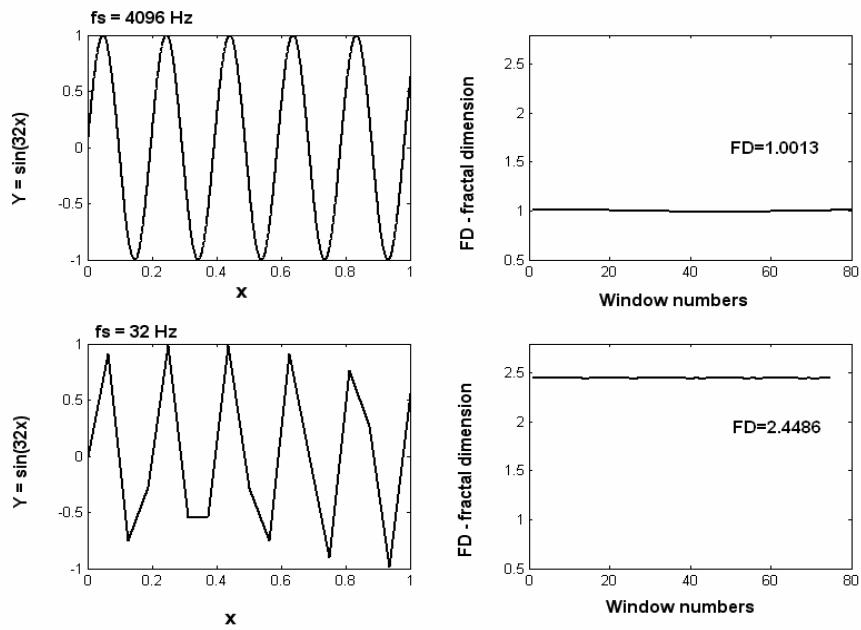 fs = 4096 Hz
1
0.5
0
-0.5
-1
Y = sin(32x)
0 0.2 0.4 0.6 0.8 1
x
2.5
2
1.5
1
0.5
FD - fractal dimension
FD=1.0013
0 20 40 60 80
Window numbers
fs = 32 Hz
1
0.5
0
-0.5
-1
Y = sin(32x)
0 0.2 0.4 0.6 0.8 1
x
2.5
2
1.5
1
0.5
FD - fractal dimension
FD=2.4486
0 20 40 60 80
Window numbers